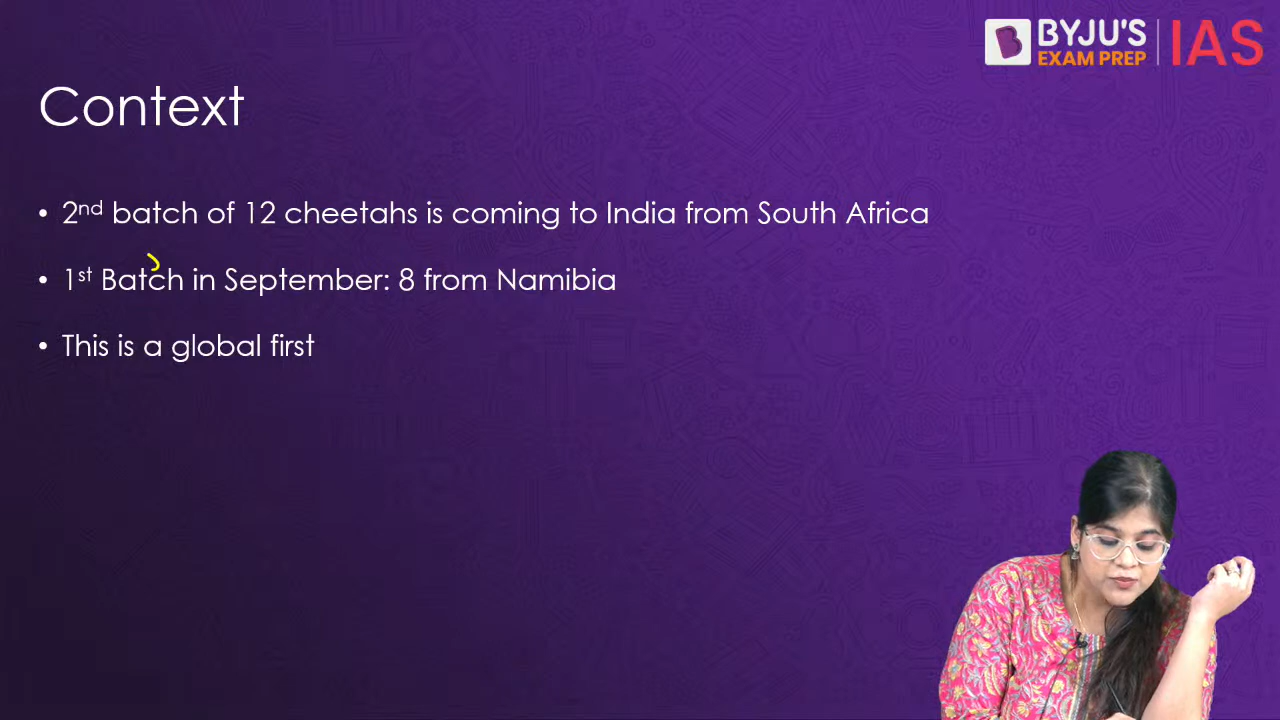 BYJU'S
EXAM PREP
IAS
Context
• 2nd batch of 12 cheetahs is coming to India from South Africa
• 1st Batch in September: 8 from Namibia
• This is a global first